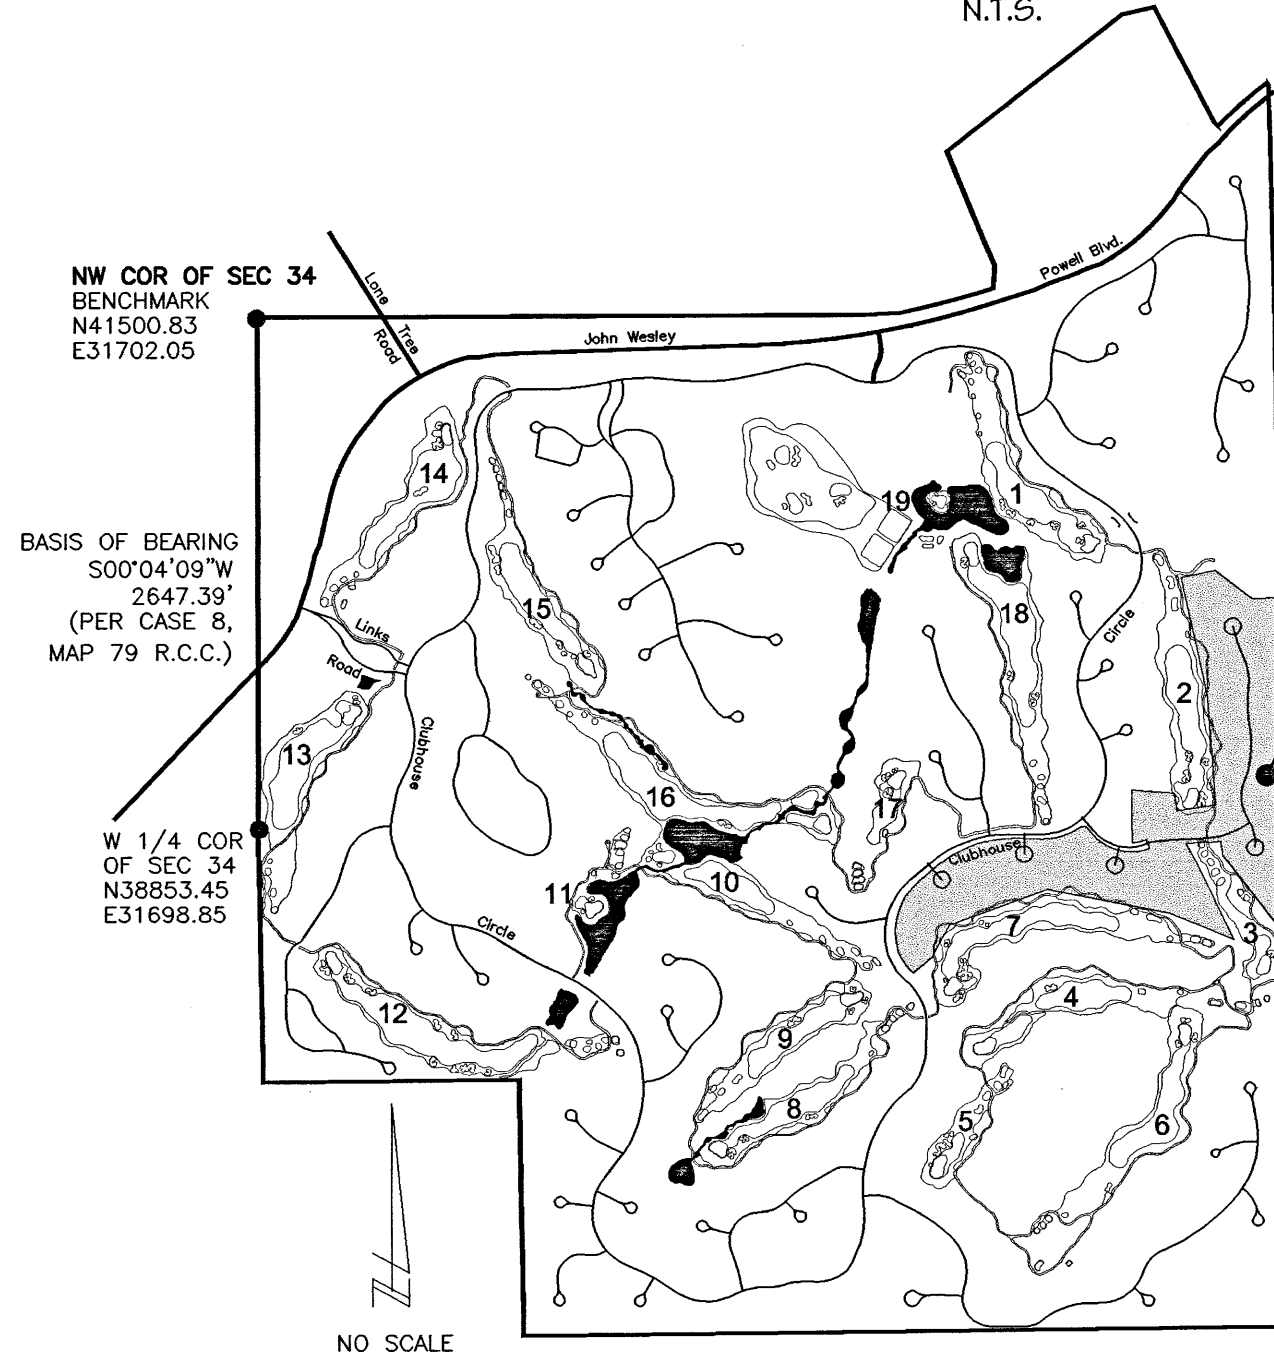 N.T.S.
Powell Blvd.
NW COR OF SEC 34
BENCHMARK
N41500.83
E31702.05
Lone
Tree
Road
John Wesley
14
19
1
BASIS OF BEARING
S00°04'09"W
2647.39'
(PER CASE 8,
MAP 79 R.C.C.)
15
18
Circle
Links
Road
2
Clubhouse
13
16
17
W 1/4 COR
OF SEC 34
N38853.45
E31698.85
Clubhouse
10
11
Circle
7
3
12
4
9
8
5
6
NO SCALE